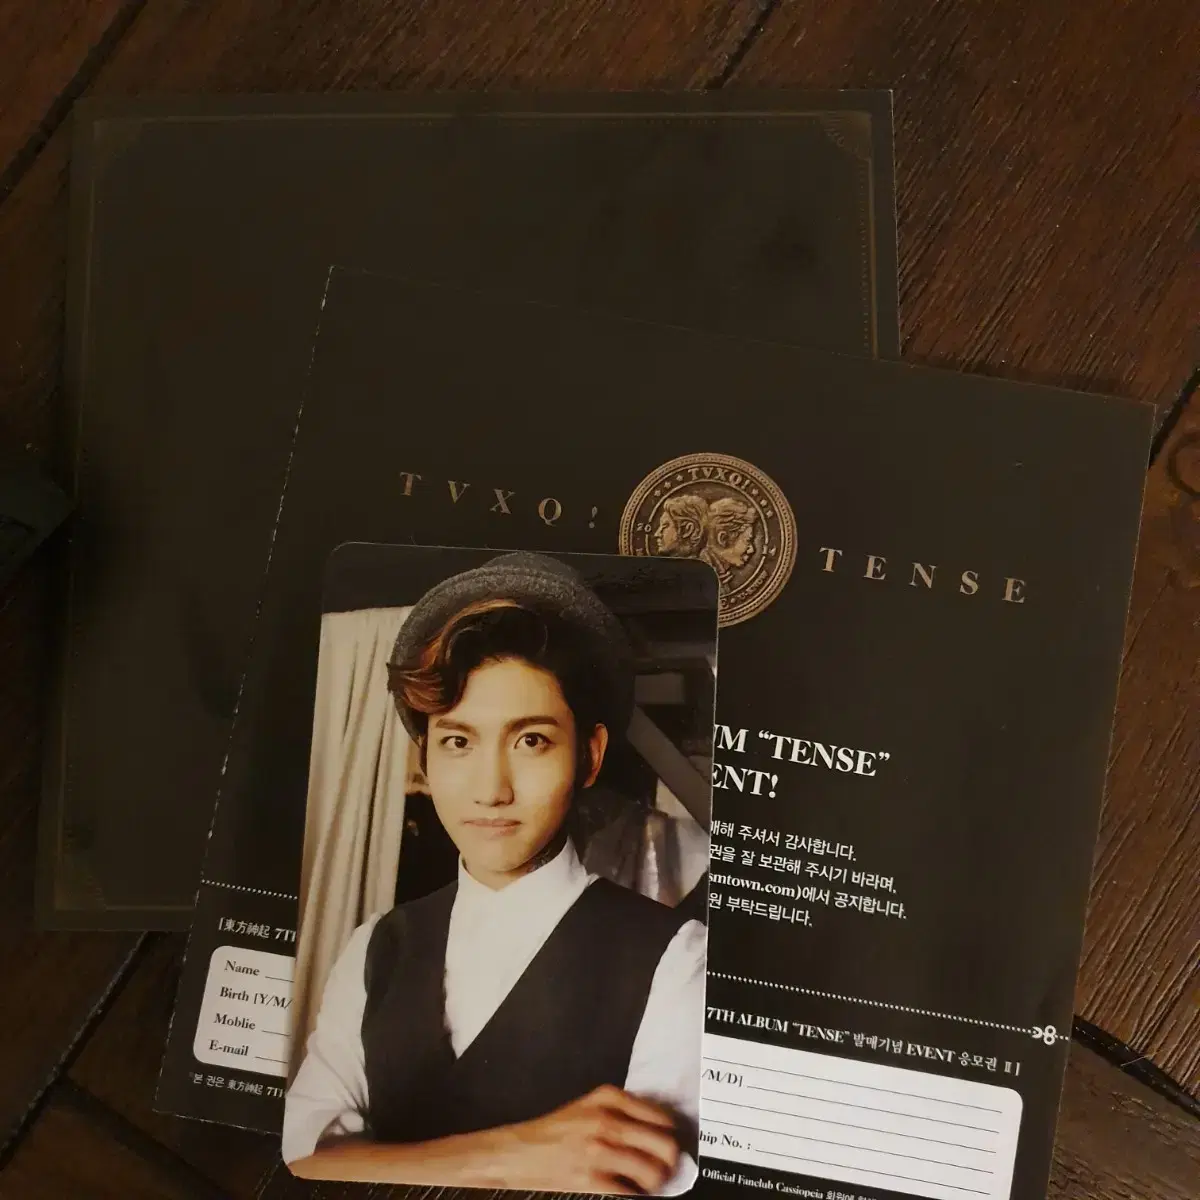 TVXQ!
TVXQ!
20 14
TENSE
UM “TENSE”
ENT!
매해 주셔서 감사합니다.
권을 잘 보관해 주시기 바라며,
smtown.com)에서 공지합니다.
원 부탁드립니다.
[東方神起 7TH
7TH ALBUM “TENSE” 발매기념 EVENT 응모권 II]
Name
Birth [Y/M/
Moblie
E-mail
/M/D]
hip No. :
*본 권은 東方神起 7TH
Official Fanclub Cassiopeia 회원에